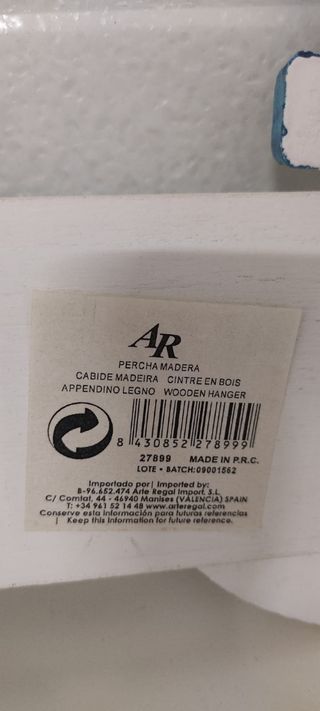 AR
PERCHA MADERA
CABIDE MADEIRA CINTRE EN BOIS
APPENDINO LEGNO WOODEN HANGER
8 430852 278999
27899 MADE IN P.R.C.
LOTE - BATCH:09001562
Importado por| Imported by:
B-96.652.474 Arte Regal Import, S.L.
C/ Comtat, 44 - 46940 Manises (VALENCIA) SPAIN
T: +34 961 52 14 48 www.arteregal.com
Conserve esta información para futuras referencias
| Keep this information for future reference.